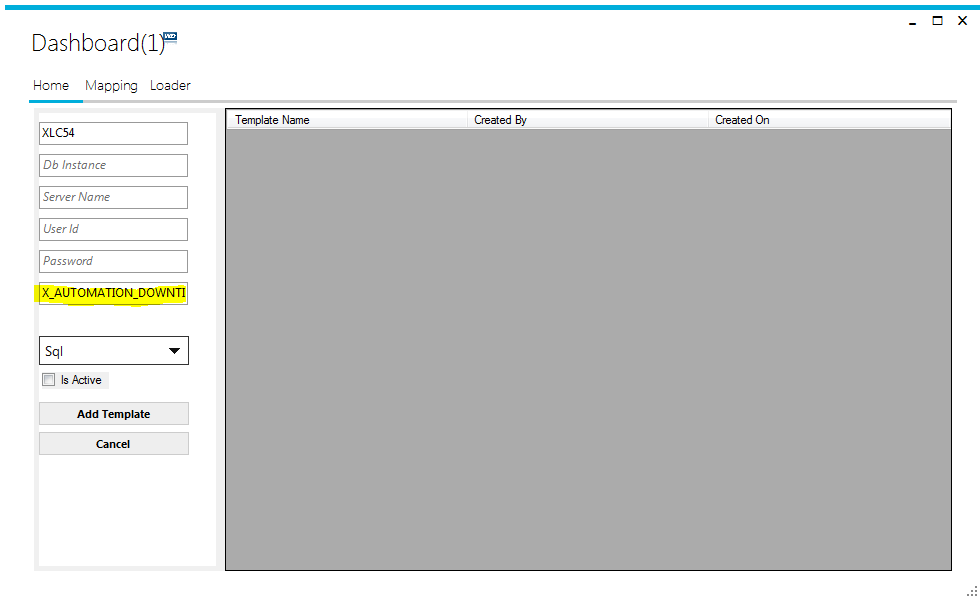 Dashboard(1)
Home Mapping Loader
XLC54
Db Instance
Server Name
User Id
Password
X_AUTOMATION_DOWNTI
Sql
Is Active
Add Template
Cancel
Template Name Created By Created On